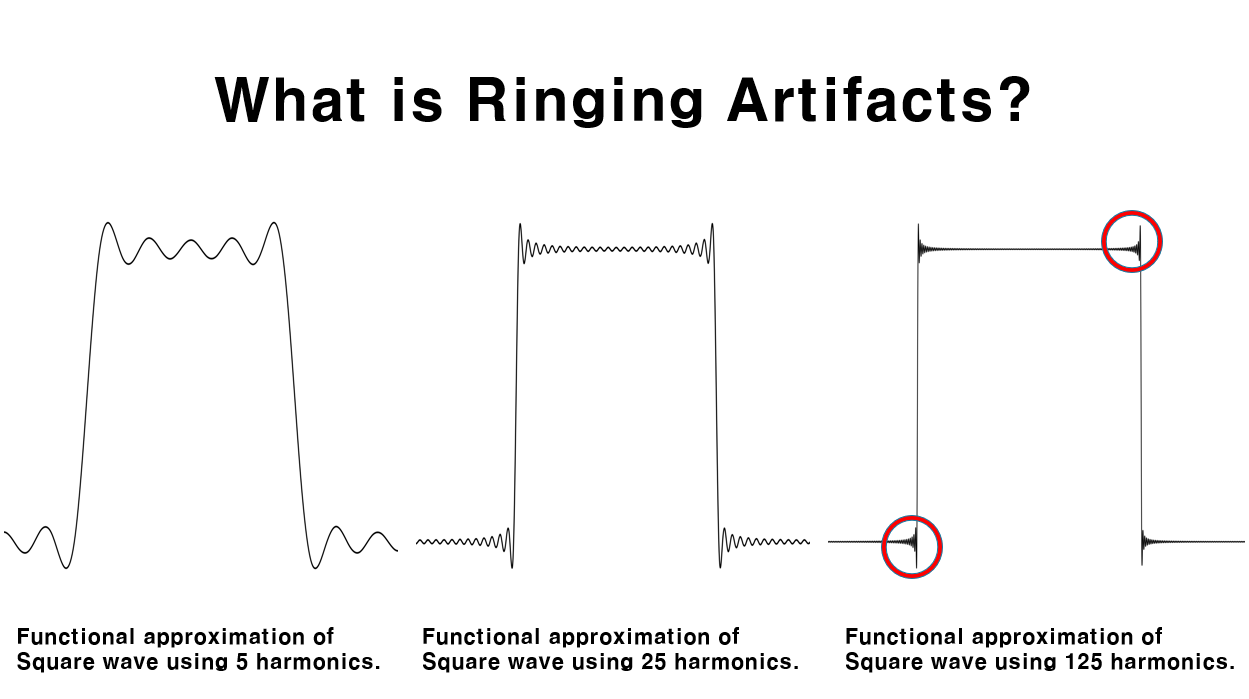 What is Ringing Artifacts?
Functional approximation of
Square wave using 5 harmonics.
Functional approximation of
Square wave using 25 harmonics.
Functional approximation of
Square wave using 125 harmonics.